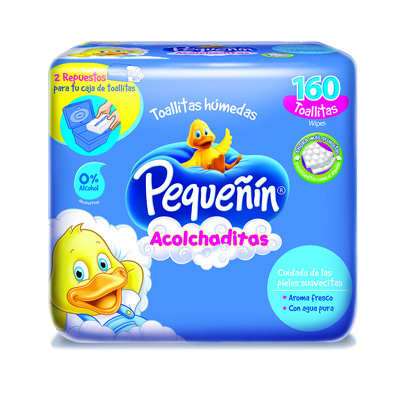 2 Repuestos
para tu caja de toallitas
160
Toallitas
Wipes
Toallitas húmedas
0%
Alcohol
Pequeñín®
Acolchaditas
Cuidado de las
pieles suavecitas
• Aroma fresco
• Con agua pura